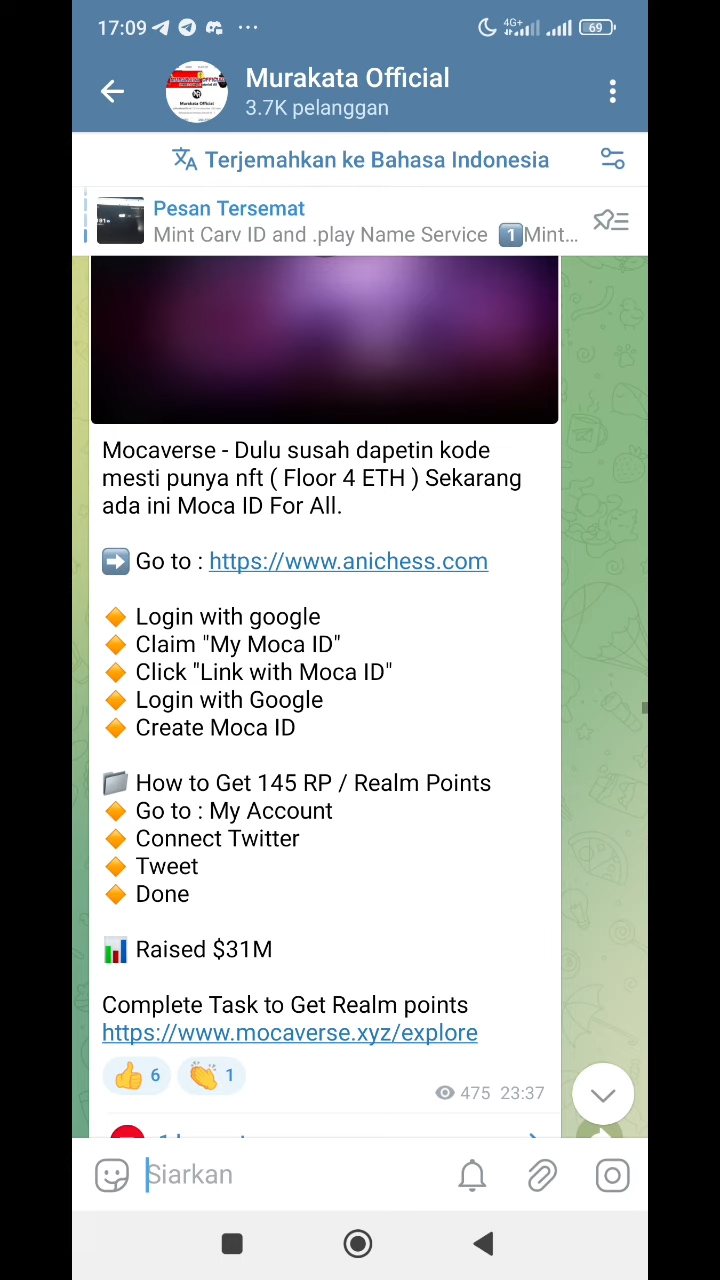 17:09
4G+
69
Murakata Official
3.7K pelanggan
Terjemahkan ke Bahasa Indonesia
Pesan Tersemat
Mint Carv ID and .play Name Service 1️⃣Mint...
Mocaverse - Dulu susah dapetin kode
mesti punya nft ( Floor 4 ETH ) Sekarang
ada ini Moca ID For All.
➡️ Go to : https://www.anichess.com
🔸 Login with google
🔸 Claim "My Moca ID"
🔸 Click "Link with Moca ID"
🔸 Login with Google
🔸 Create Moca ID
📁 How to Get 145 RP / Realm Points
🔸 Go to : My Account
🔸 Connect Twitter
🔸 Tweet
🔸 Done
📊 Raised $31M
Complete Task to Get Realm points
https://www.mocaverse.xyz/explore
👍 6 👏 1
475 23:37
Siarkan